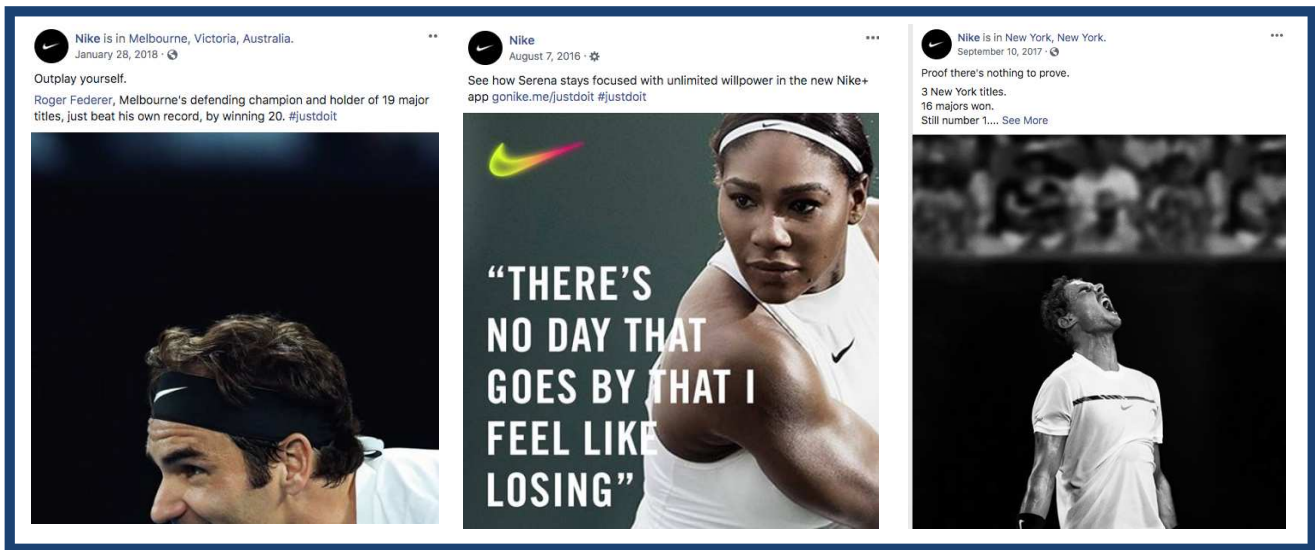 Nike is in Melbourne, Victoria, Australia.
January 28, 2018 ·
Outplay yourself.
Roger Federer, Melbourne's defending champion and holder of 19 major
titles, just beat his own record, by winning 20. #justdoit
Nike
August 7, 2016 ·
See how Serena stays focused with unlimited willpower in the new Nike+
app gonike.me/justdoit #justdoit
“THERE’S
NO DAY THAT
GOES BY THAT I
FEEL LIKE
LOSING”
Nike is in New York, New York.
September 10, 2017 ·
Proof there's nothing to prove.
3 New York titles.
16 majors won.
Still number 1.... See More